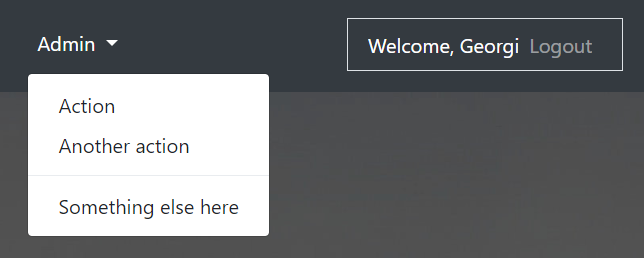 Admin
Welcome, Georgi Logout
Action
Another action
Something else here